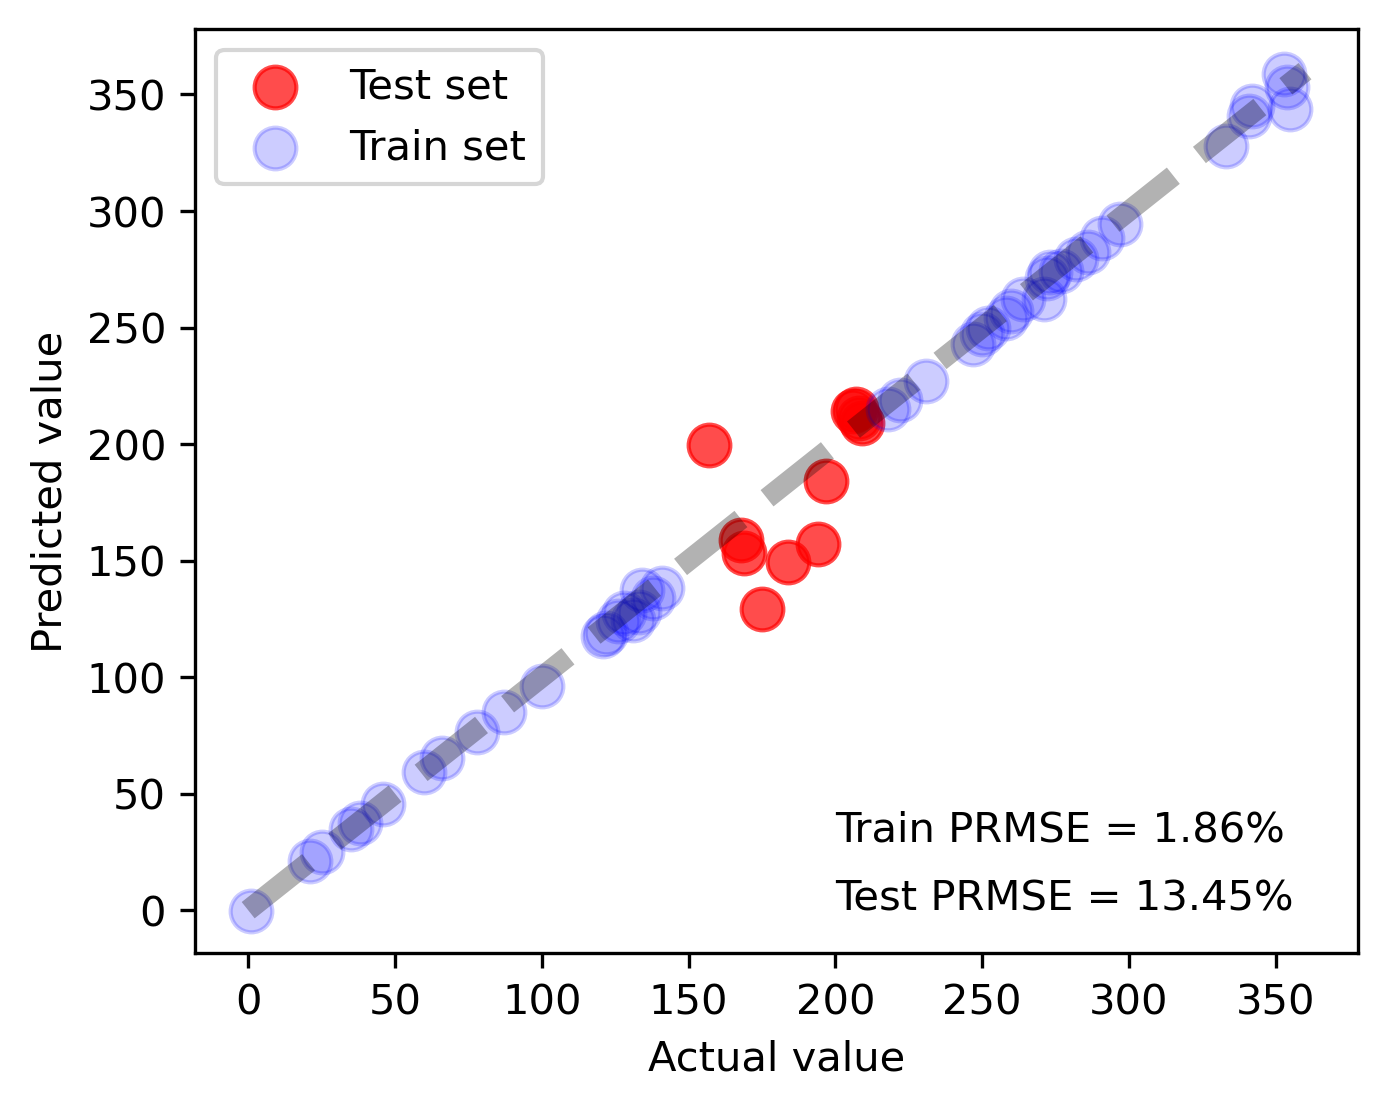 Test set
Train set
350
300
250
200
150
100
50
0
Predicted value
Train PRMSE = 1.86%
Test PRMSE = 13.45%
0 50 100 150 200 250 300 350
Actual value